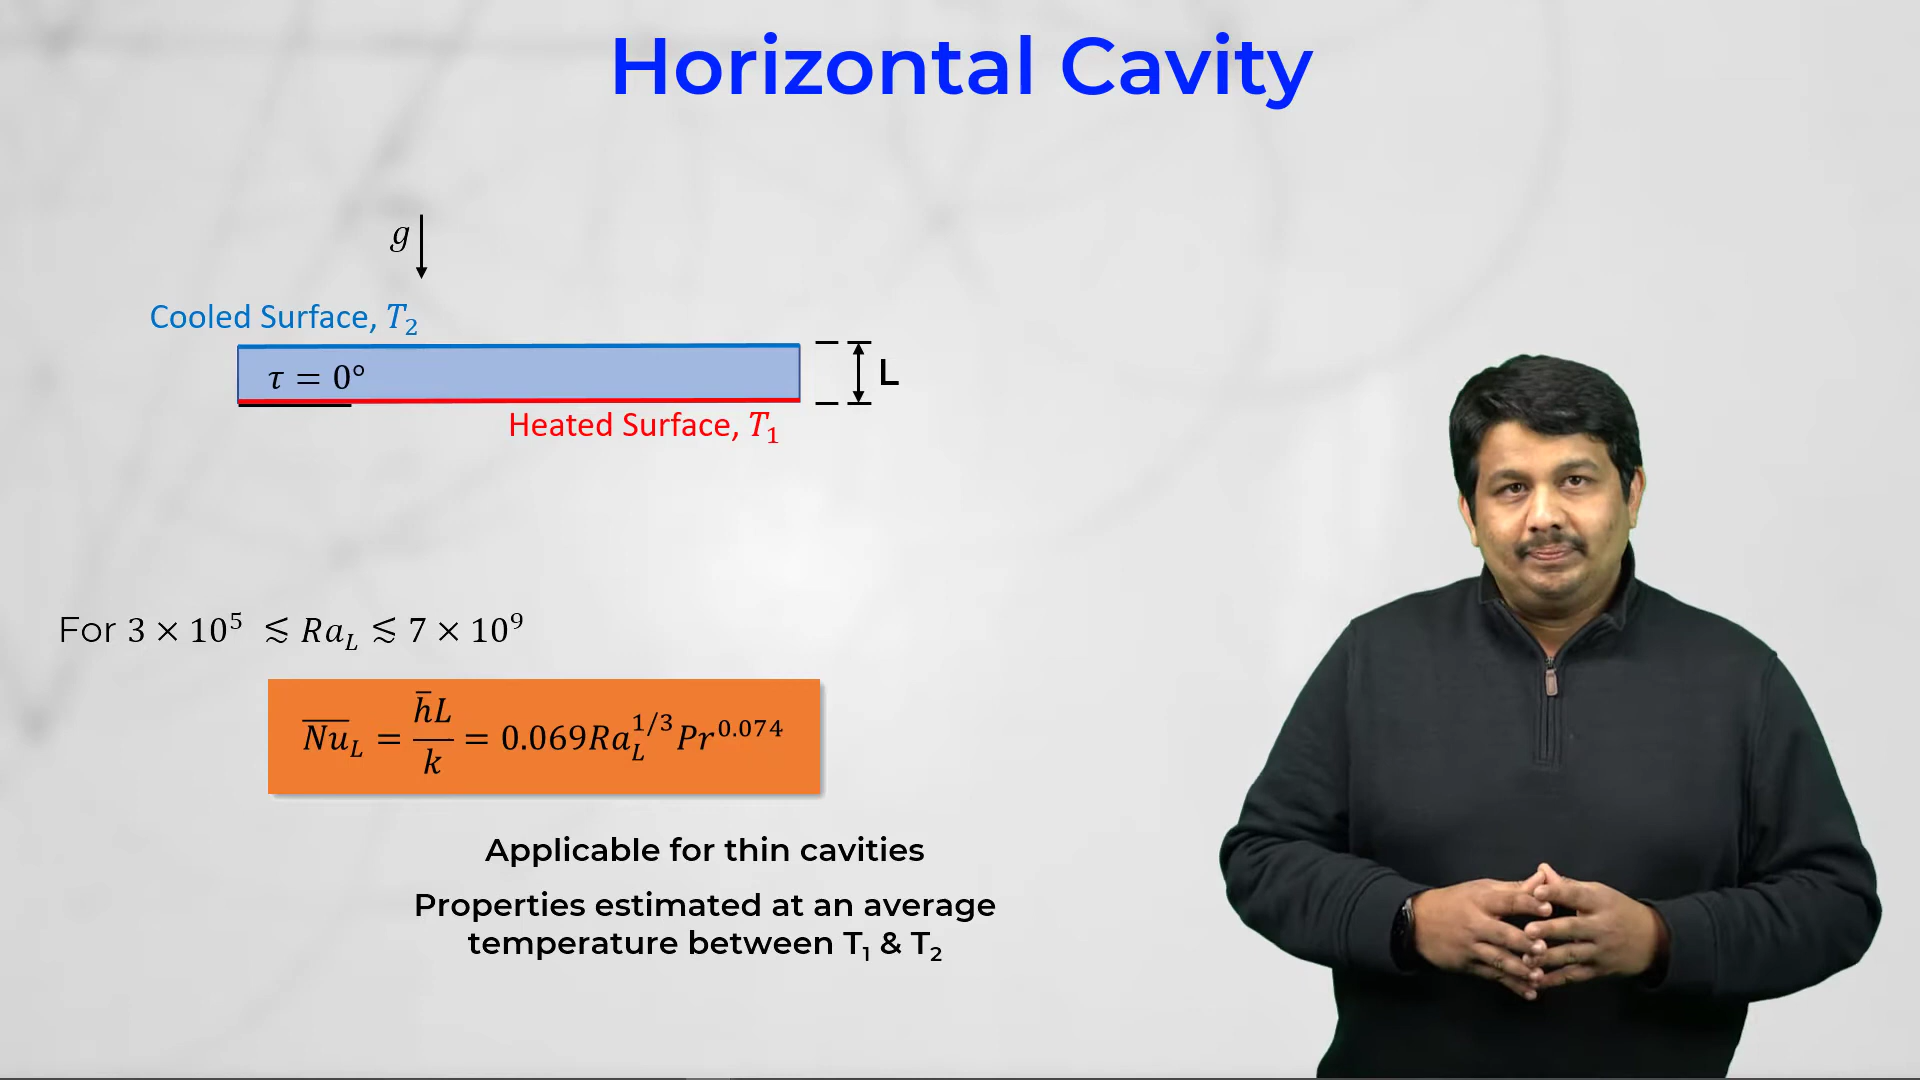 Horizontal Cavity
g
Cooled Surface, T₂
τ = 0°
L
Heated Surface, T₁
For 3 × 10⁵ ≲ Ra_L ≲ 7 × 10⁹
N̅u̅_L = h̅L/k = 0.069Ra_L^{1/3}Pr^{0.074}
Applicable for thin cavities
Properties estimated at an average
temperature between T₁ & T₂